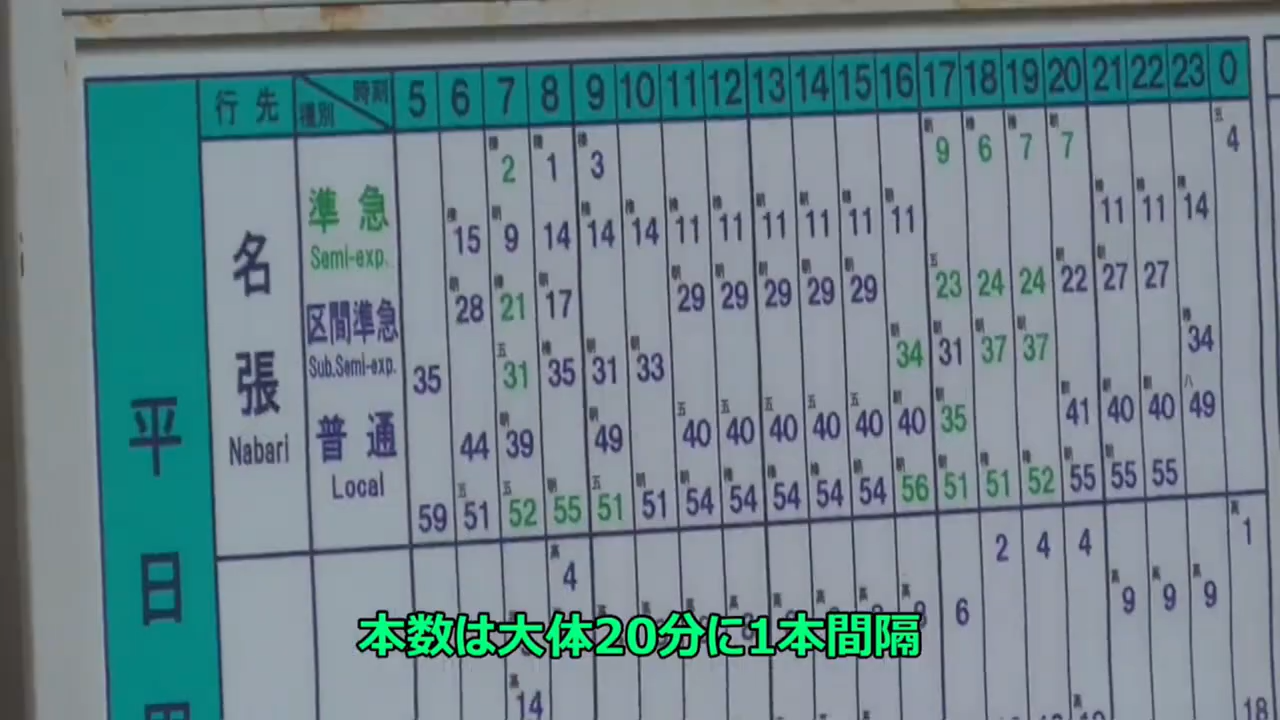 行先 種別 時刻 5 6 7 8 9 10 11 12 13 14 15 16 17 18 19 20 21 22 23 0
2 1 3 9 6 7 7 4
15 9 14 14 14 11 11 11 11 11 11 11 11 14
28 21 17 29 29 29 29 29 23 24 24 22 27 27
35 31 35 31 33 34 31 37 37 34
44 39 49 40 40 40 40 40 40 35 41 40 40 49
59 51 52 55 51 51 54 54 54 54 54 56 51 51 52 55 55 55
名張
Nabari
準急
Semi-exp.
区間準急
Sub.Semi-exp.
普通
Local
平日
4 2 4 4 1
6 9 9 9
14
18
本数は大体20分に1本間隔